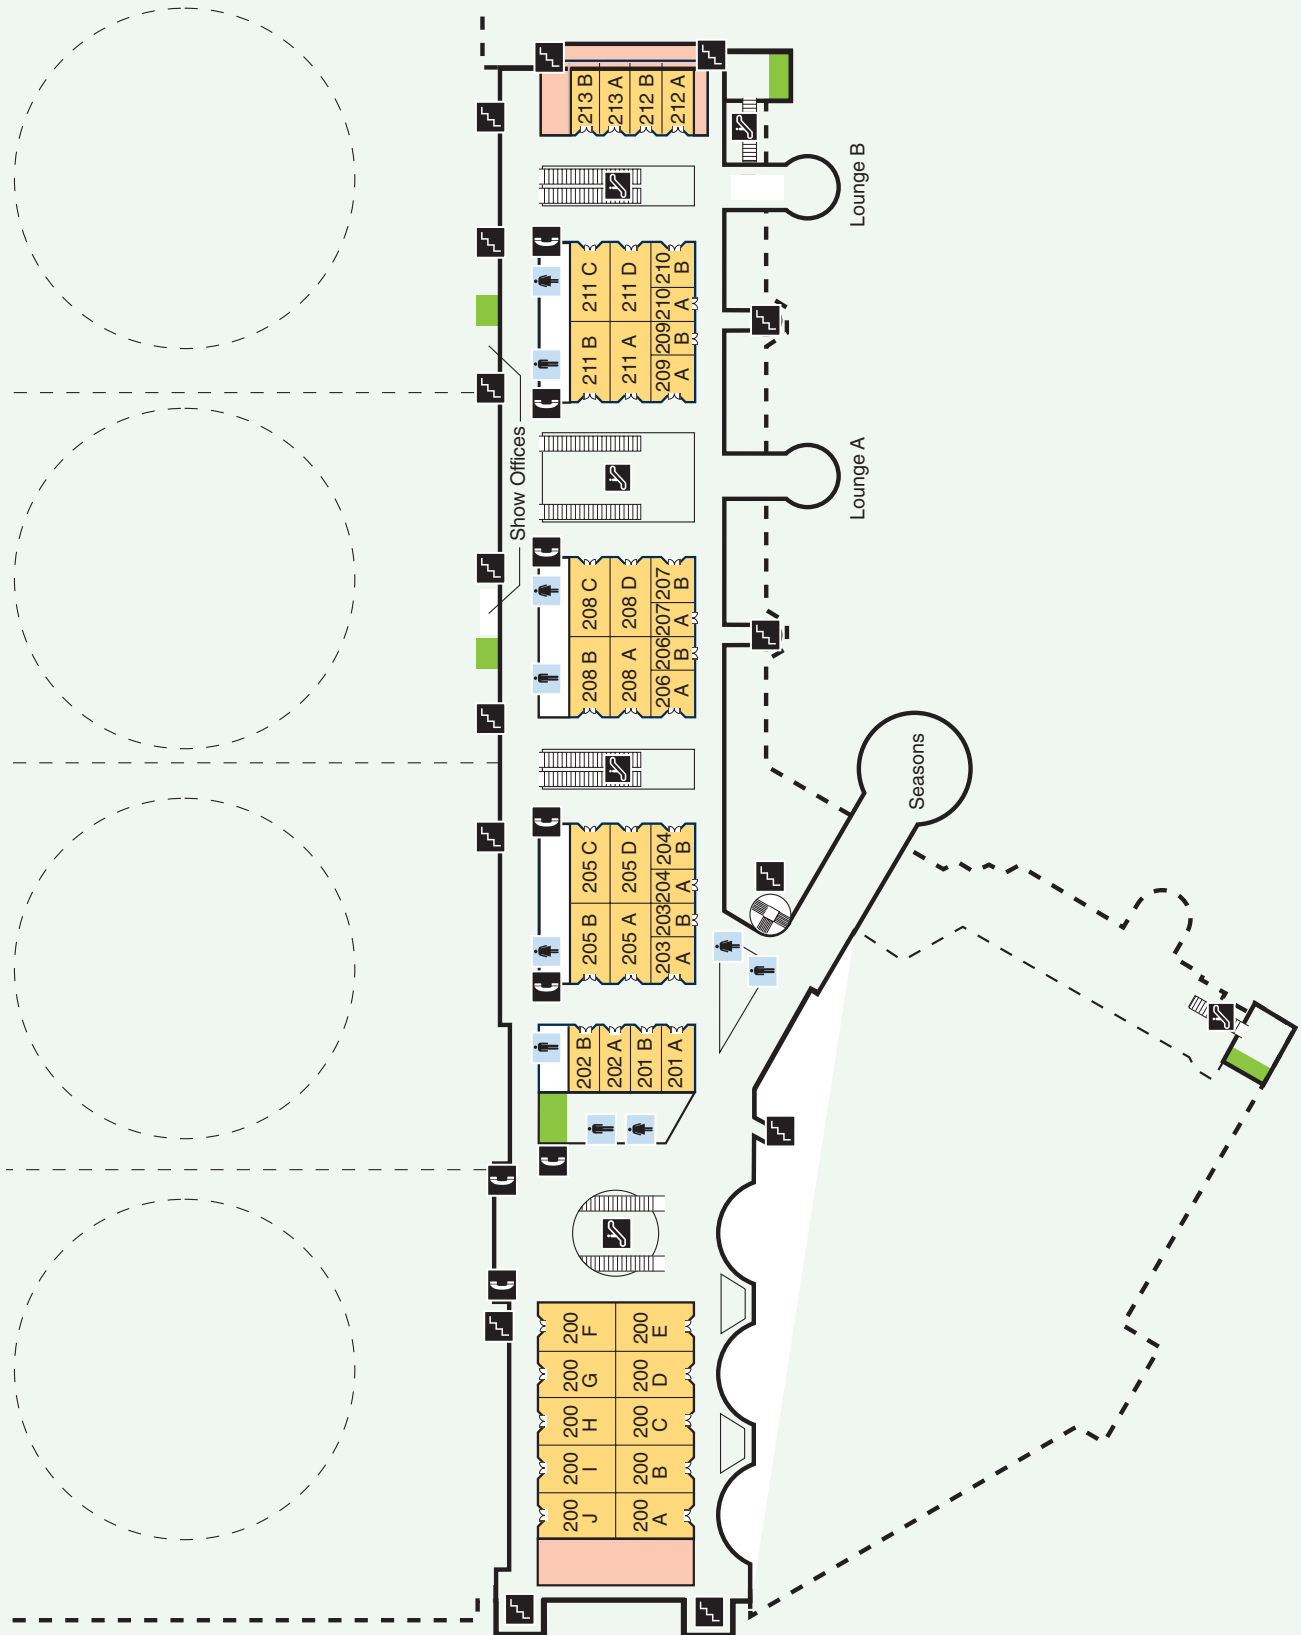 213 B
213 A
212 B
212 A
Lounge B
211 C
211 D
210
B
210
A
211 B
211 A
209
B
209
A
Show Offices
Lounge A
208 C
208 D
207
B
207
A
208 B
208 A
206
B
206
A
Seasons
205 C
205 D
204
B
204
A
205 B
205 A
203
B
203
A
202 B
202 A
201 B
201 A
200
F
200
E
200
G
200
D
200
H
200
C
200
I
200
B
200
J
200
A